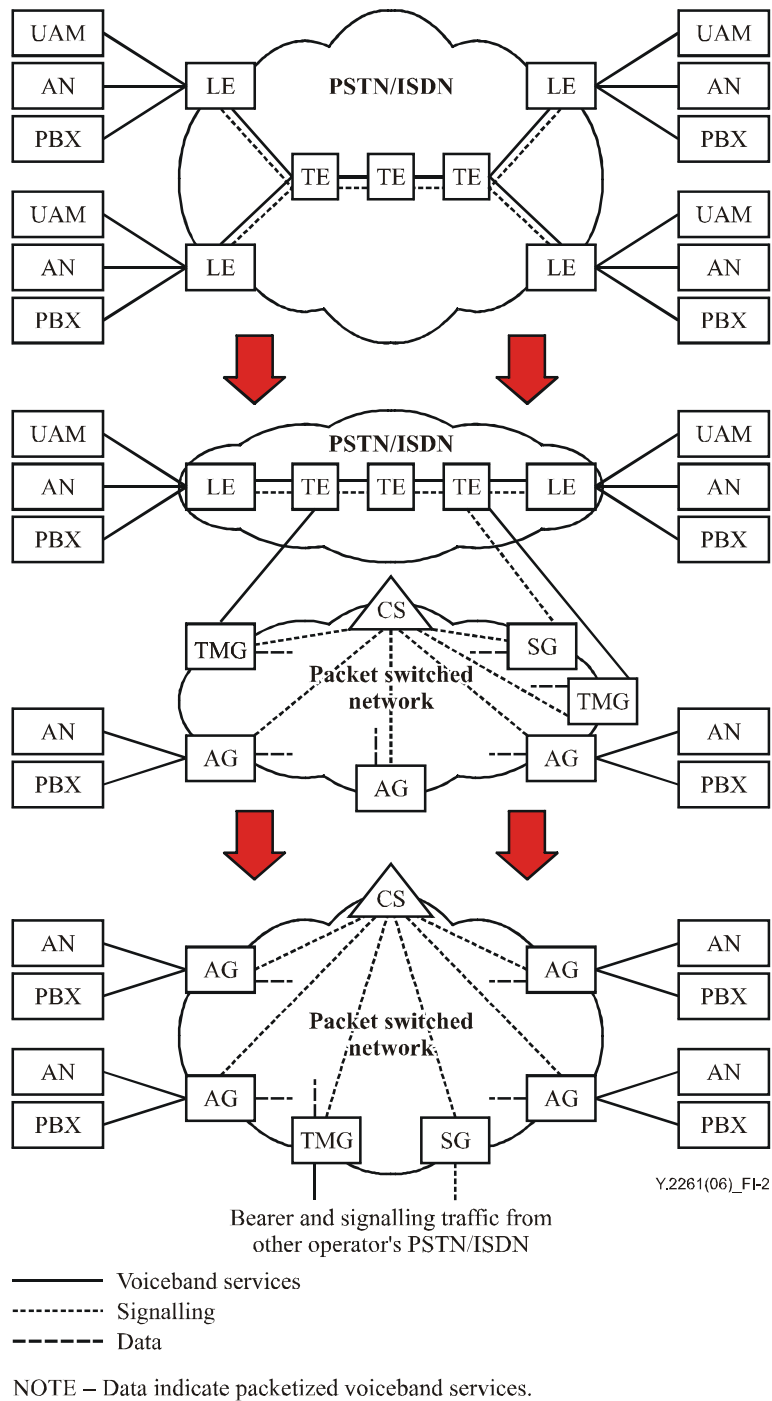 UAM
AN
PBX
LE
PSTN/ISDN
LE
UAM
AN
PBX
TE
TE
TE
UAM
AN
PBX
LE
LE
UAM
AN
PBX
UAM
AN
PBX
PSTN/ISDN
LE
TE
TE
TE
LE
UAM
AN
PBX
CS
TMG
SG
Packet switched
network
TMG
AN
PBX
AG
AG
AG
AN
PBX
CS
AN
PBX
AG
AG
AN
PBX
Packet switched
network
AN
PBX
AG
AG
AN
PBX
TMG
SG
Y.2261(06)_FI-2
Bearer and signalling traffic from
other operator's PSTN/ISDN
Voiceband services
Signalling
Data
NOTE – Data indicate packetized voiceband services.